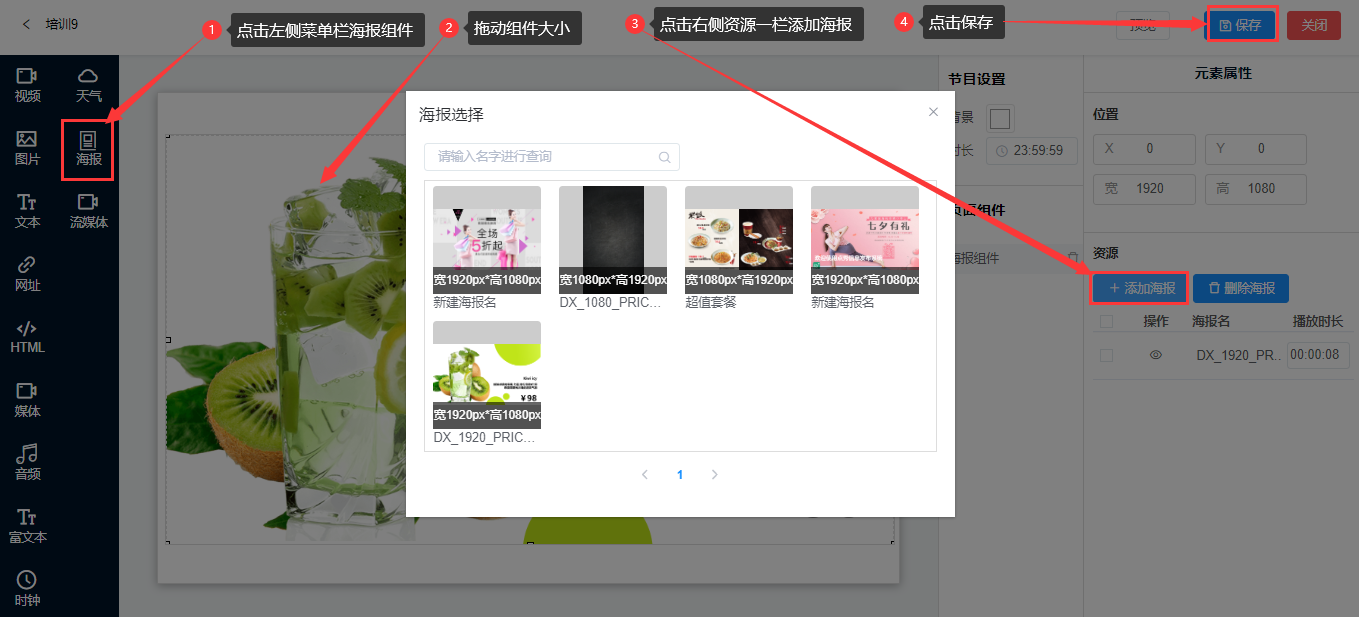 培训9
1 点击左侧菜单栏海报组件
2 拖动组件大小
3 点击右侧资源一栏添加海报
4 点击保存
预览
保存
关闭
视频
天气
图片
海报
文本
流媒体
网址
HTML
媒体
音频
富文本
时钟
海报选择
请输入名字进行查询
全场
5折起
宽1920px*高1080px
新建海报名
宽1080px*高1920px
DX_1080_PRIC...
宽1080px*高1920px
超值套餐
七夕有礼
宽1920px*高1080px
新建海报名
Kiwi icy
¥98
宽1920px*高1080px
DX_1920_PRIC...
1
节目设置
背景
时长
23:59:59
页面组件
海报组件
元素属性
位置
X 0
Y 0
宽 1920
高 1080
资源
+ 添加海报
删除海报
操作 海报名 播放时长
DX_1920_PR... 00:00:08